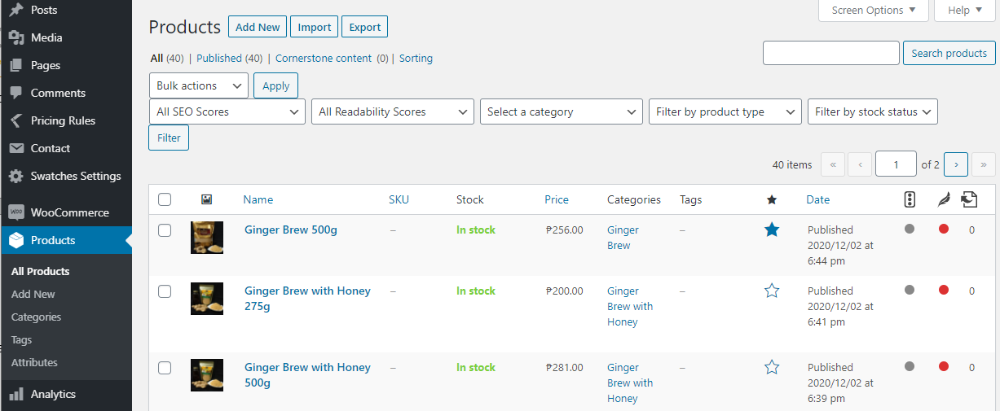 Posts
Media
Pages
Comments
Pricing Rules
Contact
Swatches Settings
WooCommerce
Products
All Products
Add New
Categories
Tags
Attributes
Analytics
Screen Options
Help
Products Add New Import Export
All (40) | Published (40) | Cornerstone content (0) | Sorting
Search products
Bulk actions Apply
All SEO Scores All Readability Scores Select a category Filter by product type Filter by stock status
Filter
40 items « ‹ 1 of 2 › »
Name SKU Stock Price Categories Tags Date
Ginger Brew 500g – In stock ₱256.00 Ginger – Published 0
Brew 2020/12/02 at
6:44 pm
Ginger Brew with Honey – In stock ₱200.00 Ginger – Published 0
275g Brew with 2020/12/02 at
Honey 6:41 pm
Ginger Brew with Honey – In stock ₱281.00 Ginger – Published 0
500g Brew with 2020/12/02 at
Honey 6:39 pm